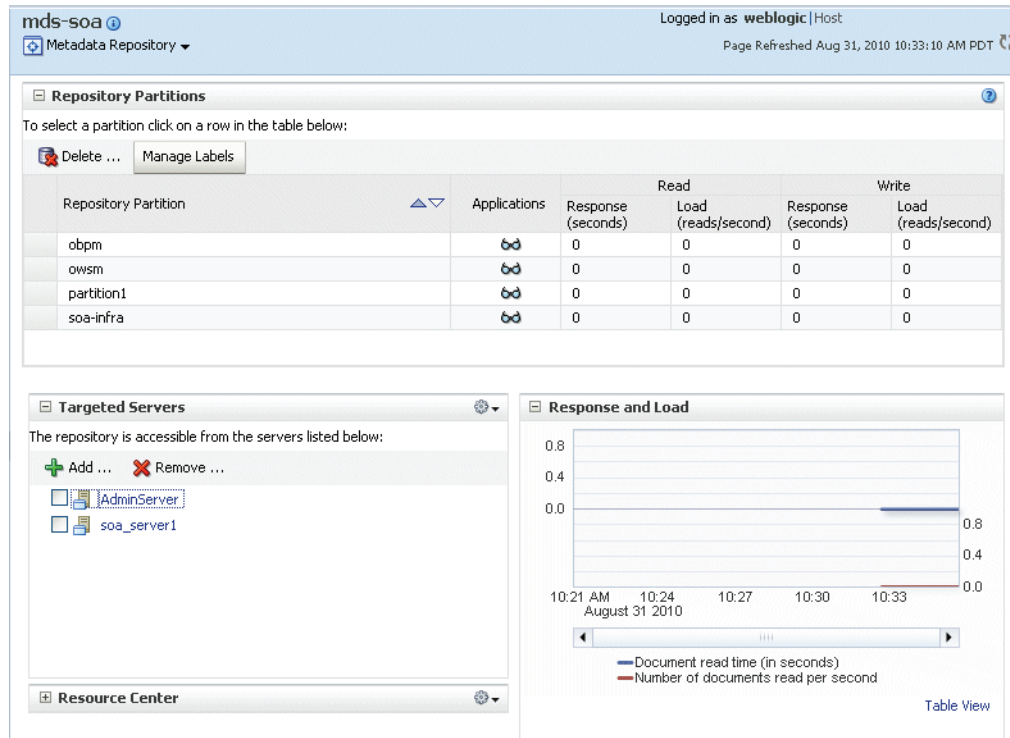 mds-soa
Logged in as weblogic|Host
Metadata Repository
Page Refreshed Aug 31, 2010 10:33:10 AM PDT
Repository Partitions
To select a partition click on a row in the table below:
Delete ... Manage Labels
Read Write
Repository Partition Applications Response (seconds) Load (reads/second) Response (seconds) Load (reads/second)
obpm 0 0 0 0
owsm 0 0 0 0
partition1 0 0 0 0
soa-infra 0 0 0 0
Targeted Servers
The repository is accessible from the servers listed below:
Add ... Remove ...
AdminServer
soa_server1
Resource Center
Response and Load
0.8
0.4
0.0
0.8
0.4
0.0
10:21 AM 10:24 10:27 10:30 10:33
August 31 2010
Document read time (in seconds)
Number of documents read per second
Table View